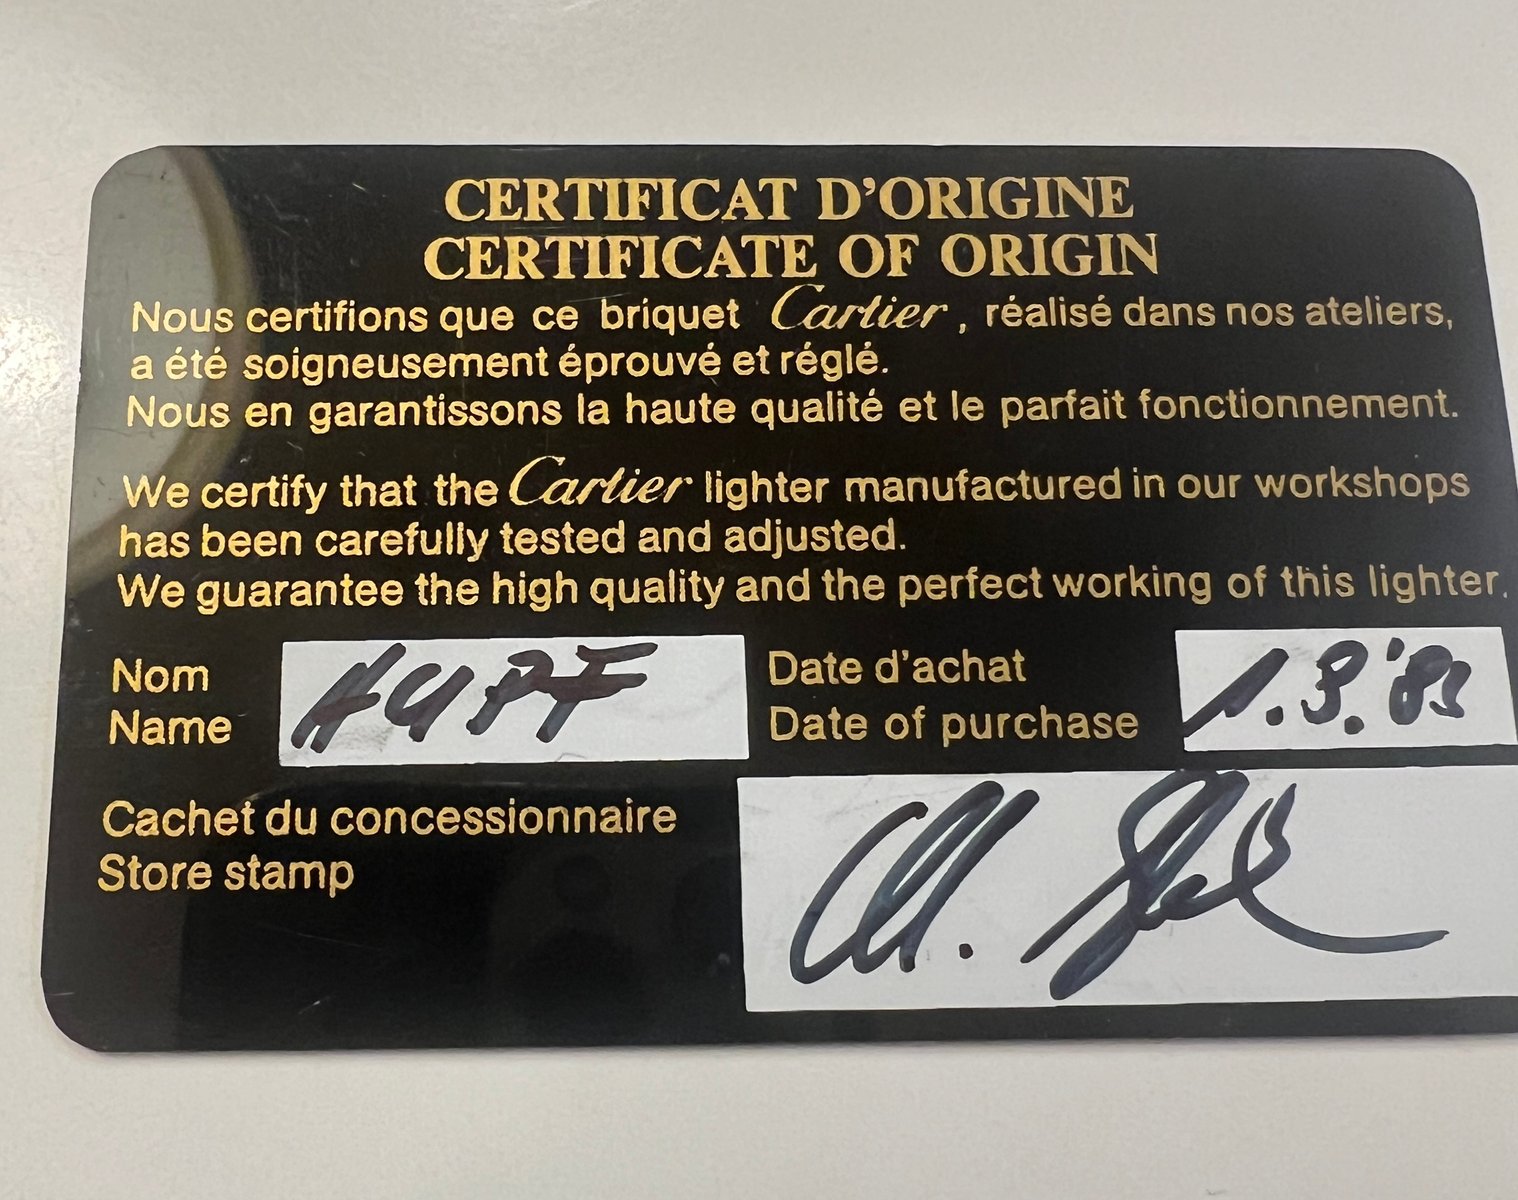 CERTIFICAT D'ORIGINE
CERTIFICATE OF ORIGIN
Nous certifions que ce briquet Cartier, réalisé dans nos ateliers,
a été soigneusement éprouvé et réglé.
Nous en garantissons la haute qualité et le parfait fonctionnement.
We certify that the Cartier lighter manufactured in our workshops
has been carefully tested and adjusted.
We guarantee the high quality and the perfect working of this lighter.
Nom
Name
HUPF
Date d'achat
Date of purchase
Cachet du concessionnaire
Store stamp